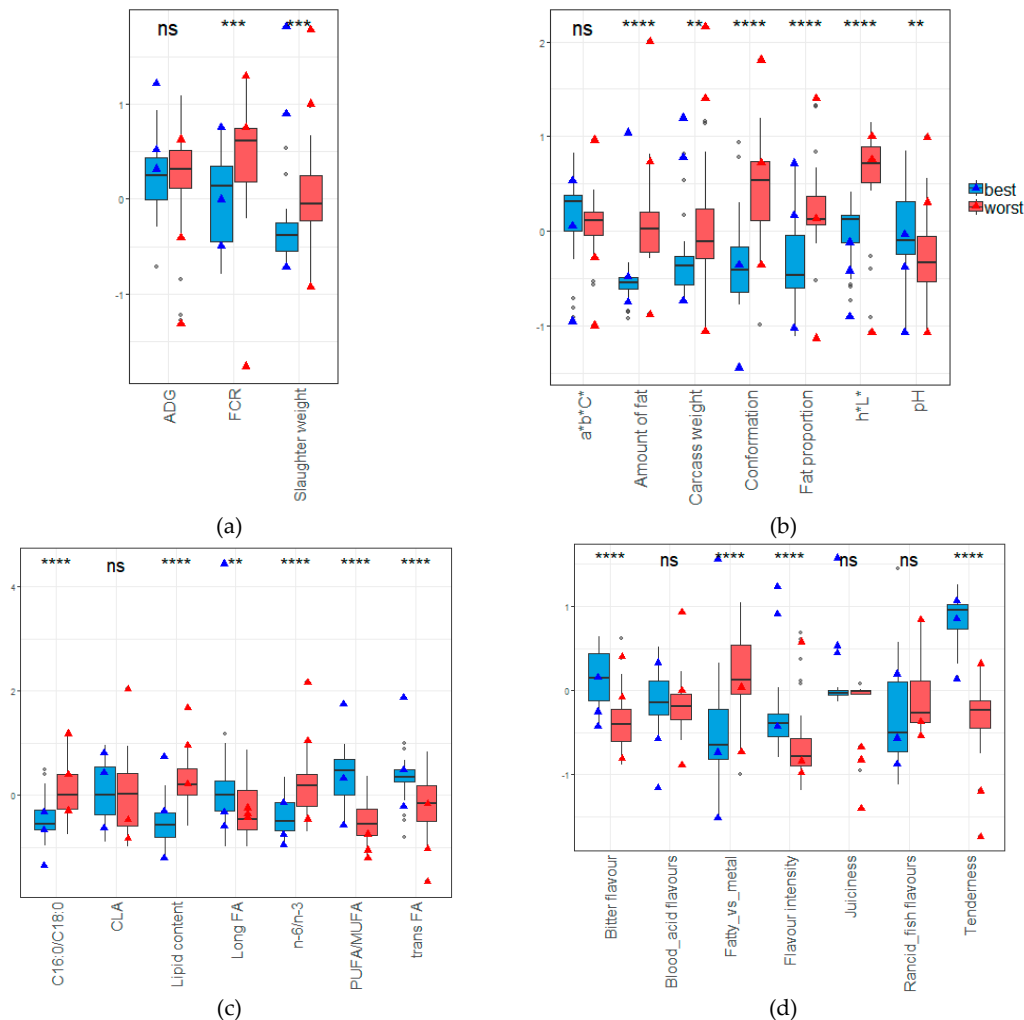 ns *** ***
1
0
-1
ADG
FCR
Slaughter weight
(a)
ns **** ** **** **** **** **
2
1
0
-1
a*b*C*
Amount of fat
Carcass weight
Conformation
Fat proportion
h*L*
pH
best
worst
(b)
**** ns **** ** **** **** ****
4
2
0
C16:0/C18:0
CLA
Lipid content
Long FA
n-6/n-3
PUFA/MUFA
trans FA
(c)
**** ns **** **** ns ns ****
1
0
-1
Bitter flavour
Blood_acid flavours
Fatty_vs_metal
Flavour intensity
Juiciness
Rancid_fish flavours
Tenderness
(d)